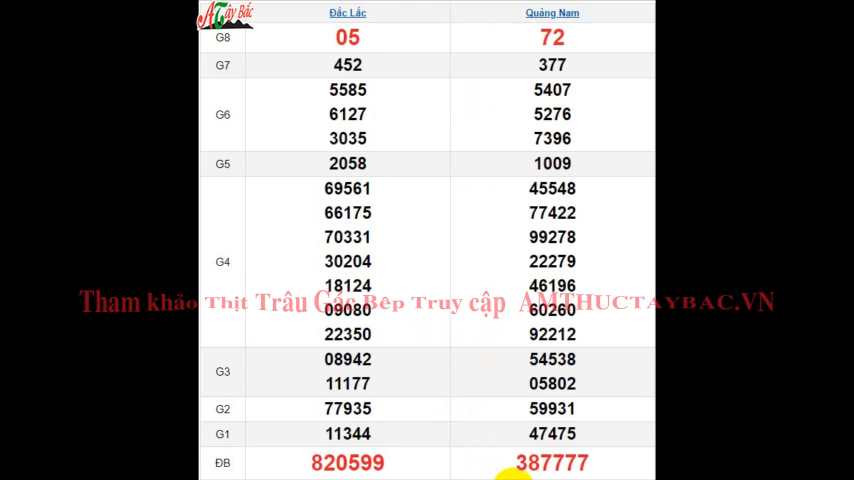 ATây Bắc
Đắc Lắc Quảng Nam
G8 05 72
G7 452 377
5585 5407
G6 6127 5276
3035 7396
G5 2058 1009
69561 45548
66175 77422
70331 99278
G4 30204 22279
18124 46196
Tham khảo Thịt Trâu Gác Bếp Truy cập AMTHUCTAYBAC.VN
09080 60260
22350 92212
08942 54538
G3
11177 05802
G2 77935 59931
G1 11344 47475
ĐB 820599 387777